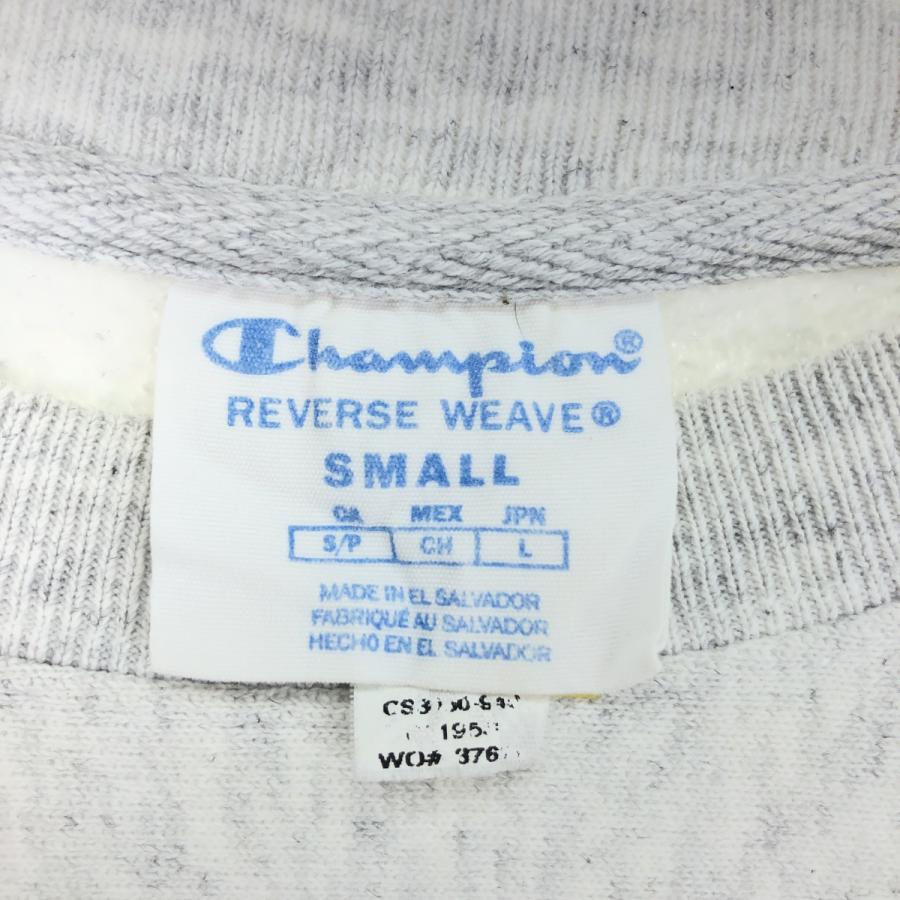 Champion®
REVERSE WEAVE®
SMALL
CA MEX JPN
S/P CH L
MADE IN EL SALVADOR
FABRIQUÉ AU SALVADOR
HECHO EN EL SALVADOR
WO#